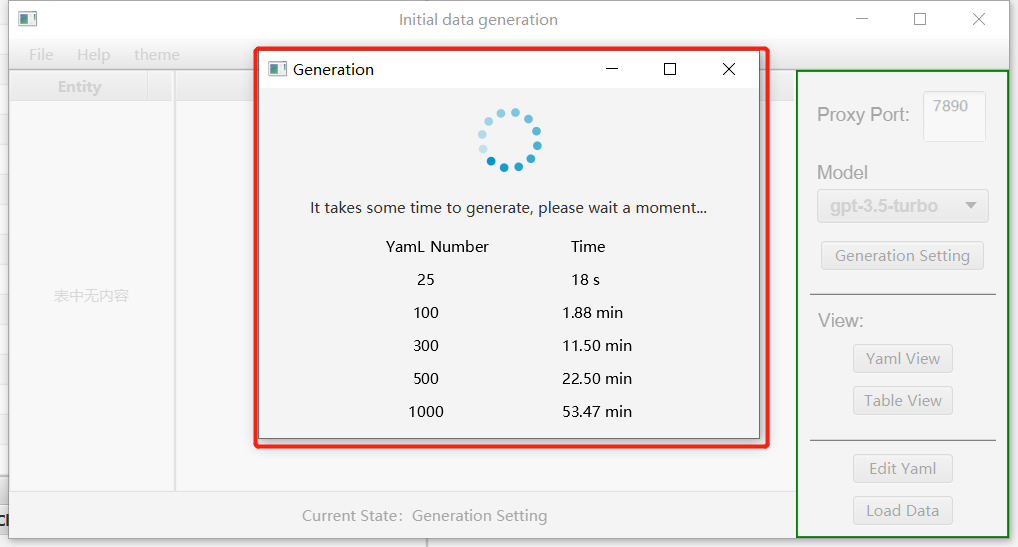 Initial data generation
File Help theme
Entity
表中无内容
Generation
It takes some time to generate, please wait a moment...
YamL Number Time
25 18 s
100 1.88 min
300 11.50 min
500 22.50 min
1000 53.47 min
Proxy Port: 7890
Model
gpt-3.5-turbo
Generation Setting
View:
Yaml View
Table View
Edit Yaml
Load Data
Current State: Generation Setting